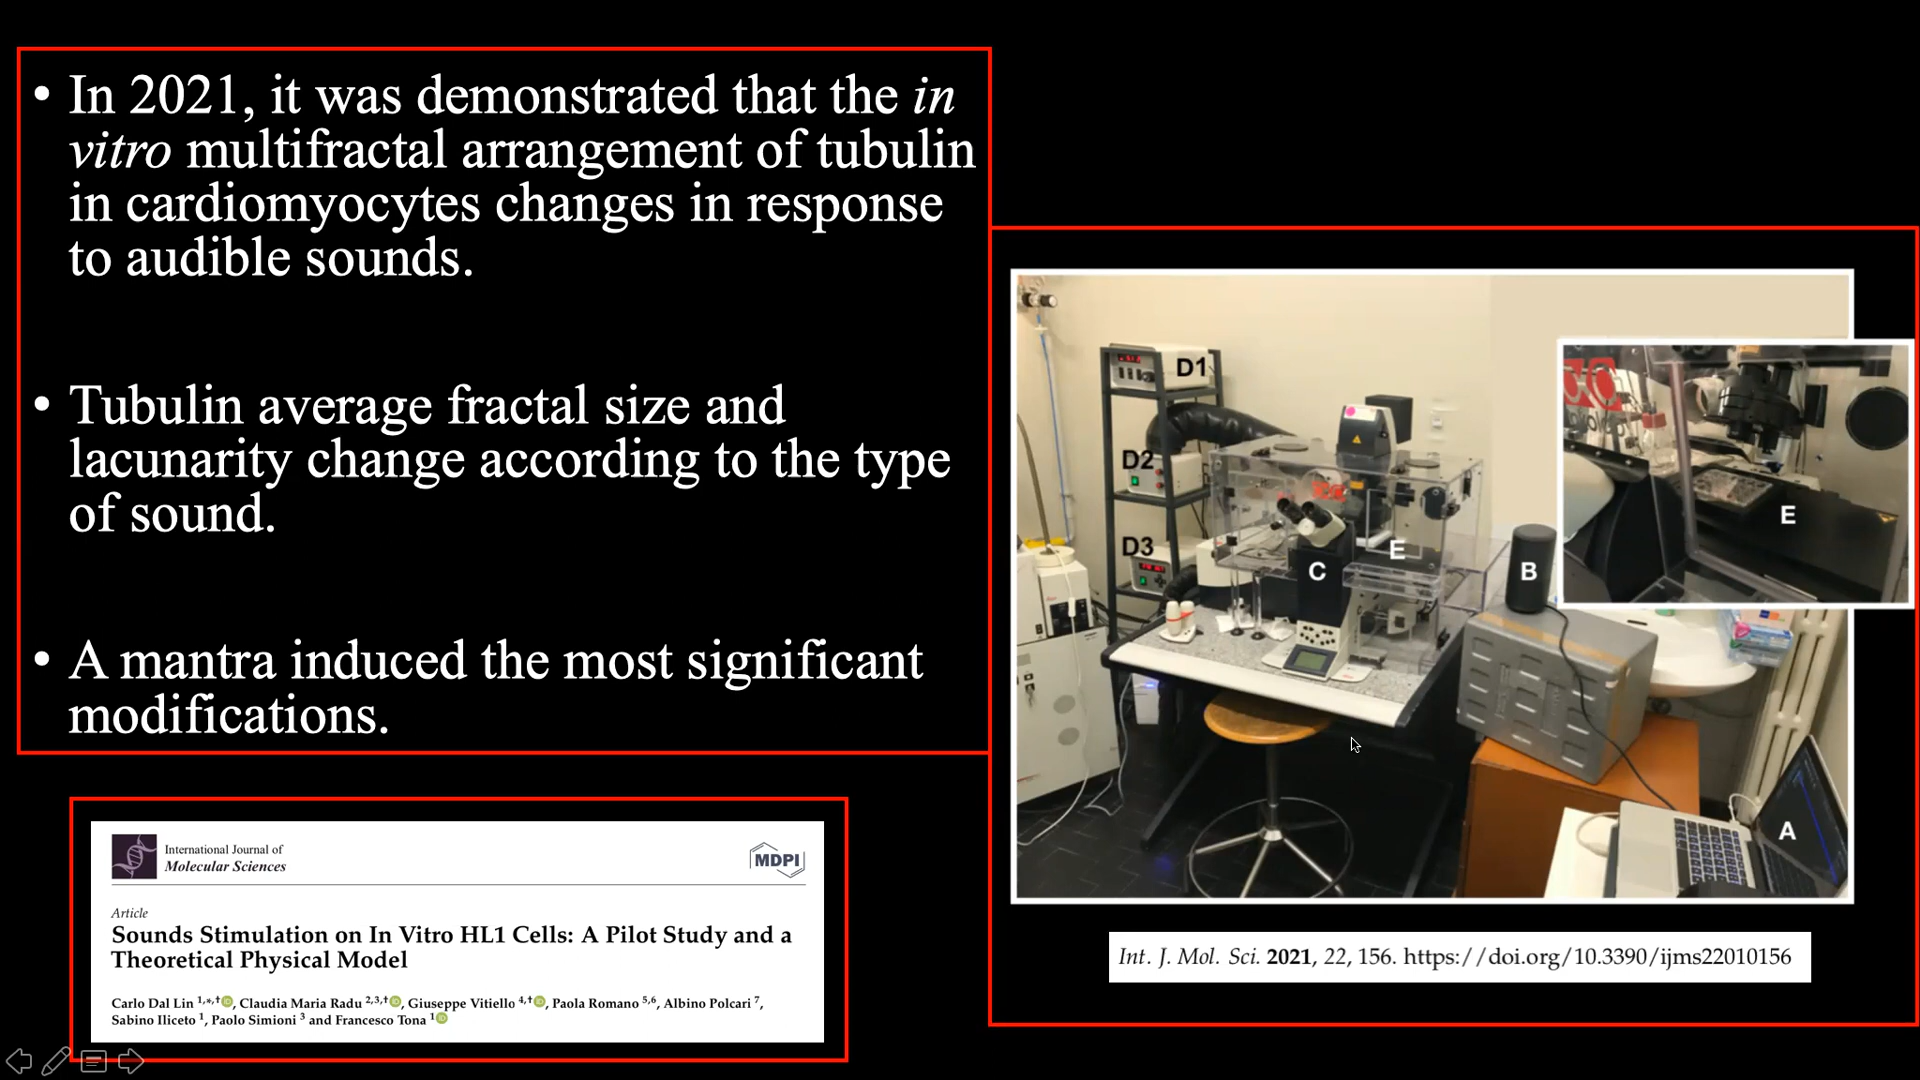 • In 2021, it was demonstrated that the in
vitro multifractal arrangement of tubulin
in cardiomyocytes changes in response
to audible sounds.
• Tubulin average fractal size and
lacunarity change according to the type
of sound.
• A mantra induced the most significant
modifications.
International Journal of
Molecular Sciences
MDPI
Article
Sounds Stimulation on In Vitro HL1 Cells: A Pilot Study and a
Theoretical Physical Model
Carlo Dal Lin 1,*,†, Claudia Maria Radu 2,3,†, Giuseppe Vitiello 4,†, Paola Romano 5,6, Albino Polcari 7,
Sabino Iliceto 1, Paolo Simioni 3 and Francesco Tona 1
D1
D2
D3
C
E
B
E
A
Int. J. Mol. Sci. 2021, 22, 156. https://doi.org/10.3390/ijms22010156